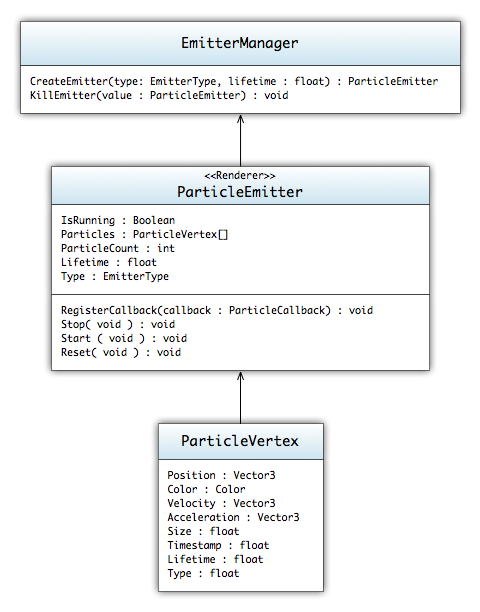 EmitterManager
CreateEmitter(type: EmitterType, lifetime : float) : ParticleEmitter
KillEmitter(value : ParticleEmitter) : void
<<Renderer>>
ParticleEmitter
IsRunning : Boolean
Particles : ParticleVertex[]
ParticleCount : int
Lifetime : float
Type : EmitterType
RegisterCallback(callback : ParticleCallback) : void
Stop( void ) : void
Start ( void ) : void
Reset( void ) : void
ParticleVertex
Position : Vector3
Color : Color
Velocity : Vector3
Acceleration : Vector3
Size : float
Timestamp : float
Lifetime : float
Type : float